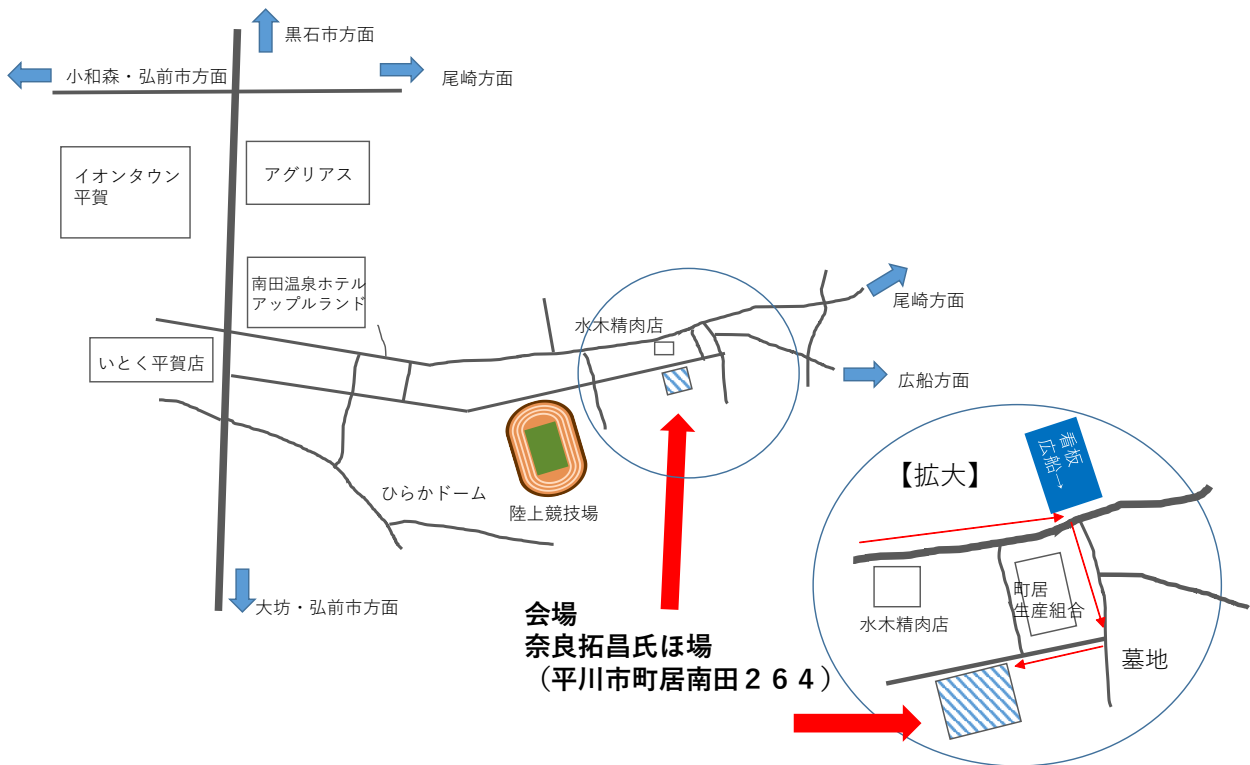 黒石市方面
小和森・弘前市方面
尾崎方面
イオンタウン
平賀
アグリアス
南田温泉ホテル
アップルランド
いとく平賀店
水木精肉店
尾崎方面
広船方面
ひらかドーム
陸上競技場
大坊・弘前市方面
会場
奈良拓昌氏ほ場
（平川市町居南田２６４）
【拡大】
看板
広船→
水木精肉店
町居
生産組合
墓地